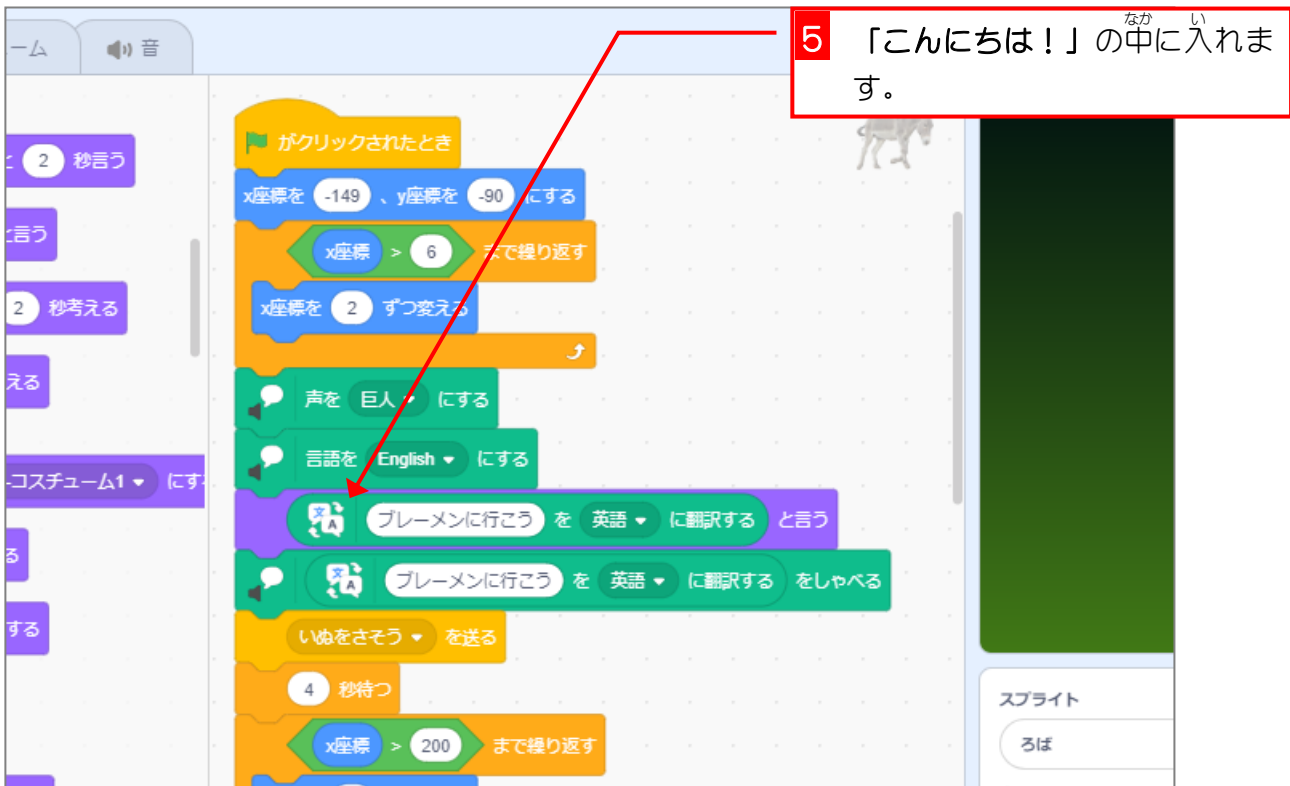 ーム 音
5 「こんにちは！」の中に入れま
す。
がクリックされたとき
2 秒言う
x座標を -149 、y座標を -90 にする
と言う
x座標 > 6 まで繰り返す
2 秒考える
x座標を 2 ずつ変える
える
声を 巨人 にする
言語を English にする
コスチューム1 にす
ブレーメンに行こう を 英語 に翻訳する と言う
る
ブレーメンに行こう を 英語 に翻訳する をしゃべる
する
いぬをさそう を送る
4 秒待つ
スプライト
ろば
x座標 > 200 まで繰り返す